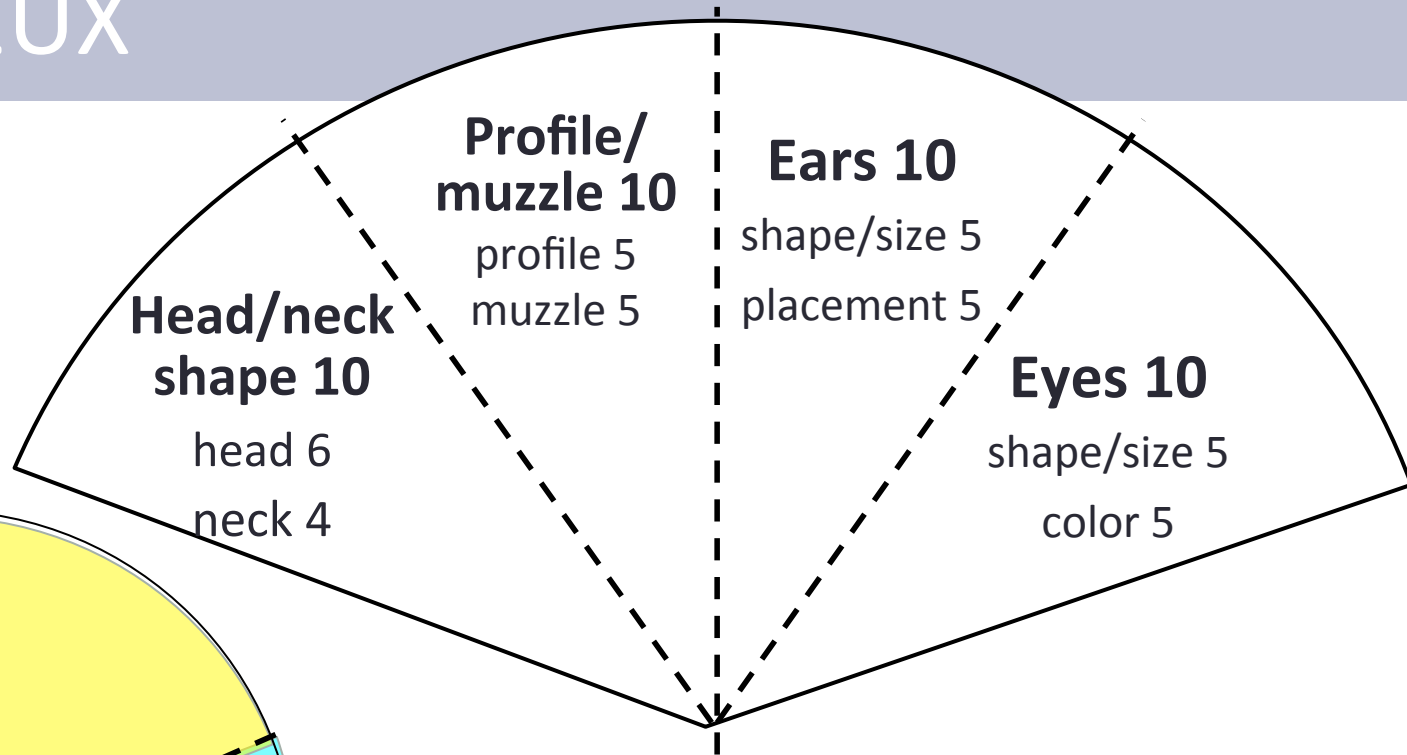 UX
Head/neck
shape 10
head 6
neck 4
Profile/
muzzle 10
profile 5
muzzle 5
Ears 10
shape/size 5
placement 5
Eyes 10
shape/size 5
color 5